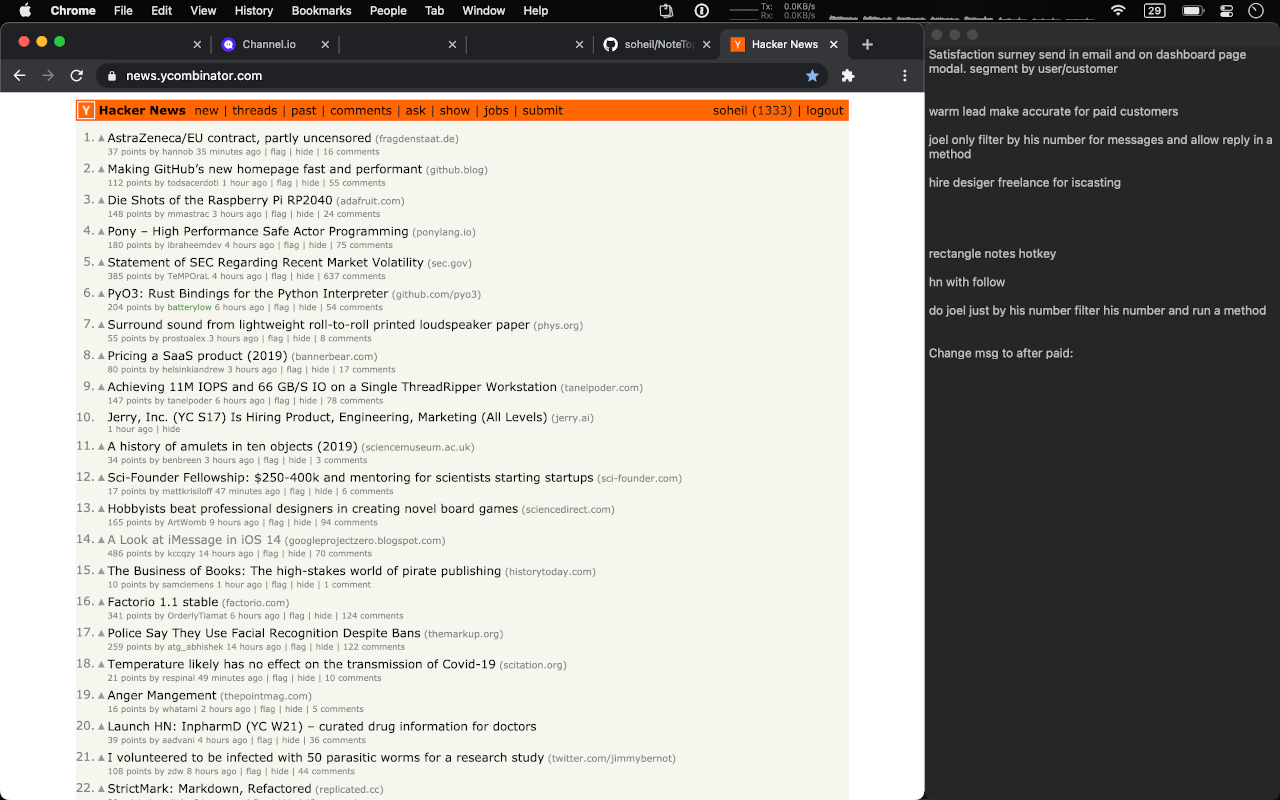 Chrome File Edit View History Bookmarks People Tab Window Help Tx: 0.0KB/s Rx: 0.0KB/s 29
Channel.io soheil/NoteTo Hacker News
news.ycombinator.com
Y Hacker News new | threads | past | comments | ask | show | jobs | submit soheil (1333) | logout
1. AstraZeneca/EU contract, partly uncensored (fragdenstaat.de)
37 points by hannob 35 minutes ago | flag | hide | 16 comments
2. Making GitHub’s new homepage fast and performant (github.blog)
112 points by todsacerdoti 1 hour ago | flag | hide | 55 comments
3. Die Shots of the Raspberry Pi RP2040 (adafruit.com)
148 points by mmastrac 3 hours ago | flag | hide | 24 comments
4. Pony – High Performance Safe Actor Programming (ponylang.io)
180 points by ibraheemdev 4 hours ago | flag | hide | 75 comments
5. Statement of SEC Regarding Recent Market Volatility (sec.gov)
385 points by TeMPOraL 4 hours ago | flag | hide | 637 comments
6. PyO3: Rust Bindings for the Python Interpreter (github.com/pyo3)
204 points by batterylow 6 hours ago | flag | hide | 54 comments
7. Surround sound from lightweight roll-to-roll printed loudspeaker paper (phys.org)
55 points by prostoalex 3 hours ago | flag | hide | 8 comments
8. Pricing a SaaS product (2019) (bannerbear.com)
80 points by helsinkiandrew 3 hours ago | flag | hide | 17 comments
9. Achieving 11M IOPS and 66 GB/S IO on a Single ThreadRipper Workstation (tanelpoder.com)
147 points by tanelpoder 6 hours ago | flag | hide | 78 comments
10. Jerry, Inc. (YC S17) Is Hiring Product, Engineering, Marketing (All Levels) (jerry.ai)
1 hour ago | hide
11. A history of amulets in ten objects (2019) (sciencemuseum.ac.uk)
34 points by benbreen 3 hours ago | flag | hide | 3 comments
12. Sci-Founder Fellowship: $250-400k and mentoring for scientists starting startups (sci-founder.com)
17 points by mattkrisiloff 47 minutes ago | flag | hide | 6 comments
13. Hobbyists beat professional designers in creating novel board games (sciencedirect.com)
165 points by ArtWomb 9 hours ago | flag | hide | 94 comments
14. A Look at iMessage in iOS 14 (googleprojectzero.blogspot.com)
486 points by kccqzy 14 hours ago | flag | hide | 70 comments
15. The Business of Books: The high-stakes world of pirate publishing (historytoday.com)
10 points by samclemens 1 hour ago | flag | hide | 1 comment
16. Factorio 1.1 stable (factorio.com)
341 points by OrderlyTiamat 6 hours ago | flag | hide | 124 comments
17. Police Say They Use Facial Recognition Despite Bans (themarkup.org)
259 points by atg_abhishek 14 hours ago | flag | hide | 122 comments
18. Temperature likely has no effect on the transmission of Covid-19 (scitation.org)
21 points by respinal 49 minutes ago | flag | hide | 10 comments
19. Anger Mangement (thepointmag.com)
16 points by whatami 2 hours ago | flag | hide | 5 comments
20. Launch HN: InpharmD (YC W21) – curated drug information for doctors
39 points by aadvani 4 hours ago | flag | hide | 36 comments
21. I volunteered to be infected with 50 parasitic worms for a research study (twitter.com/jimmybernot)
108 points by zdw 8 hours ago | flag | hide | 44 comments
22. StrictMark: Markdown, Refactored (replicated.cc)
Satisfaction surney send in email and on dashboard page
modal. segment by user/customer
warm lead make accurate for paid customers
joel only filter by his number for messages and allow reply in a
method
hire desiger freelance for iscasting
rectangle notes hotkey
hn with follow
do joel just by his number filter his number and run a method
Change msg to after paid: